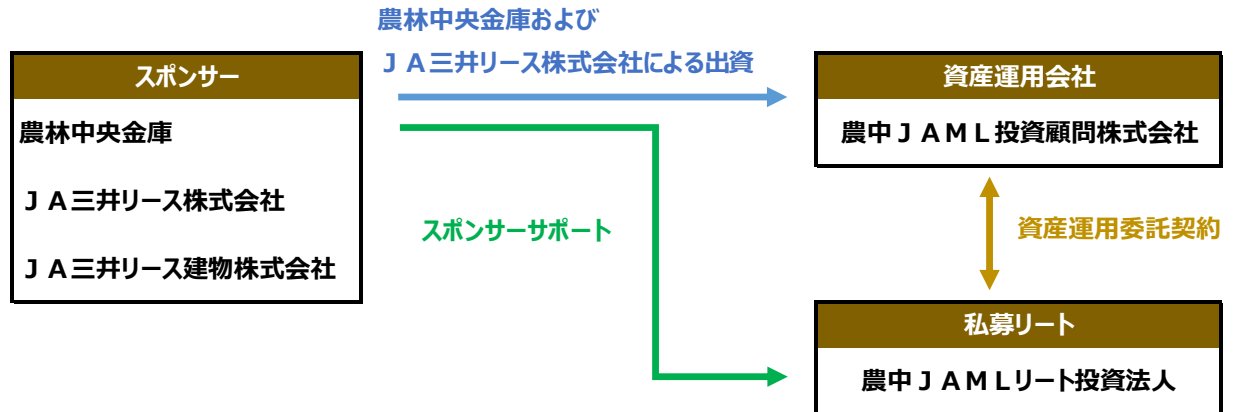 農林中央金庫および
ＪＡ三井リース株式会社による出資
スポンサー
農林中央金庫
ＪＡ三井リース株式会社
ＪＡ三井リース建物株式会社
スポンサーサポート
資産運用会社
農中ＪＡＭＬ投資顧問株式会社
資産運用委託契約
私募リート
農中ＪＡＭＬリート投資法人